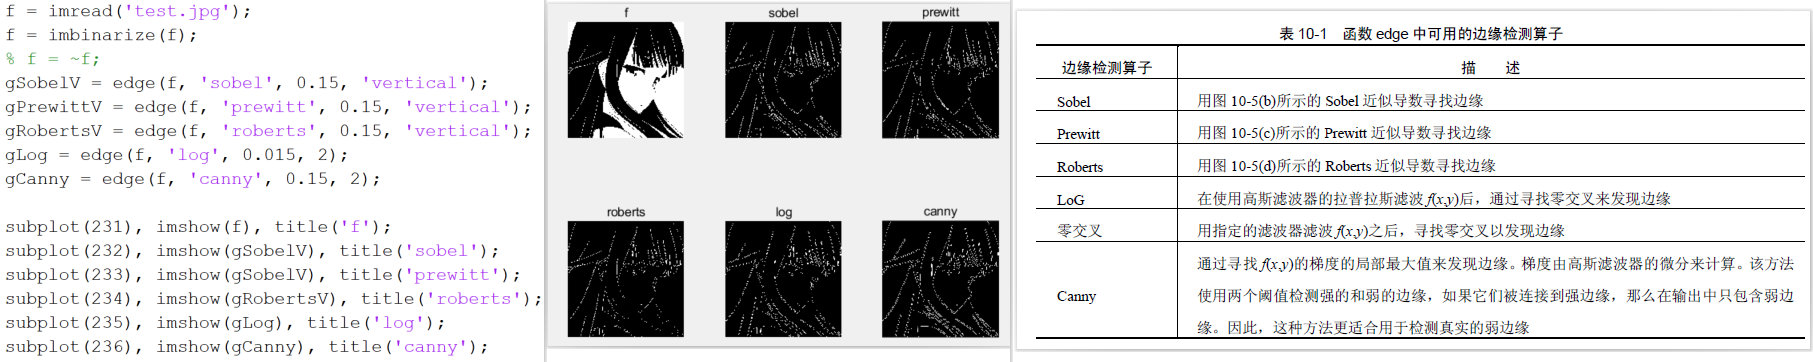 f = imread('test.jpg');
f = imbinarize(f);
% f = ~f;
gSobelV = edge(f, 'sobel', 0.15, 'vertical');
gPrewittV = edge(f, 'prewitt', 0.15, 'vertical');
gRobertsV = edge(f, 'roberts', 0.15, 'vertical');
gLog = edge(f, 'log', 0.015, 2);
gCanny = edge(f, 'canny', 0.15, 2);
subplot(231), imshow(f), title('f');
subplot(232), imshow(gSobelV), title('sobel');
subplot(233), imshow(gSobelV), title('prewitt');
subplot(234), imshow(gRobertsV), title('roberts');
subplot(235), imshow(gLog), title('log');
subplot(236), imshow(gCanny), title('canny');
f sobel prewitt
roberts log canny
表 10-1 函数 edge 中可用的边缘检测算子
边缘检测算子 描 述
Sobel 用图 10-5(b)所示的 Sobel 近似导数寻找边缘
Prewitt 用图 10-5(c)所示的 Prewitt 近似导数寻找边缘
Roberts 用图 10-5(d)所示的 Roberts 近似导数寻找边缘
LoG 在使用高斯滤波器的拉普拉斯滤波 f(x,y)后，通过寻找零交叉来发现边缘
零交叉 用指定的滤波器滤波 f(x,y)之后，寻找零交叉以发现边缘
通过寻找 f(x,y)的梯度的局部最大值来发现边缘。梯度由高斯滤波器的微分来计算。该方法
Canny 使用两个阈值检测强的和弱的边缘，如果它们被连接到强边缘，那么在输出中只包含弱边
缘。因此，这种方法更适合用于检测真实的弱边缘